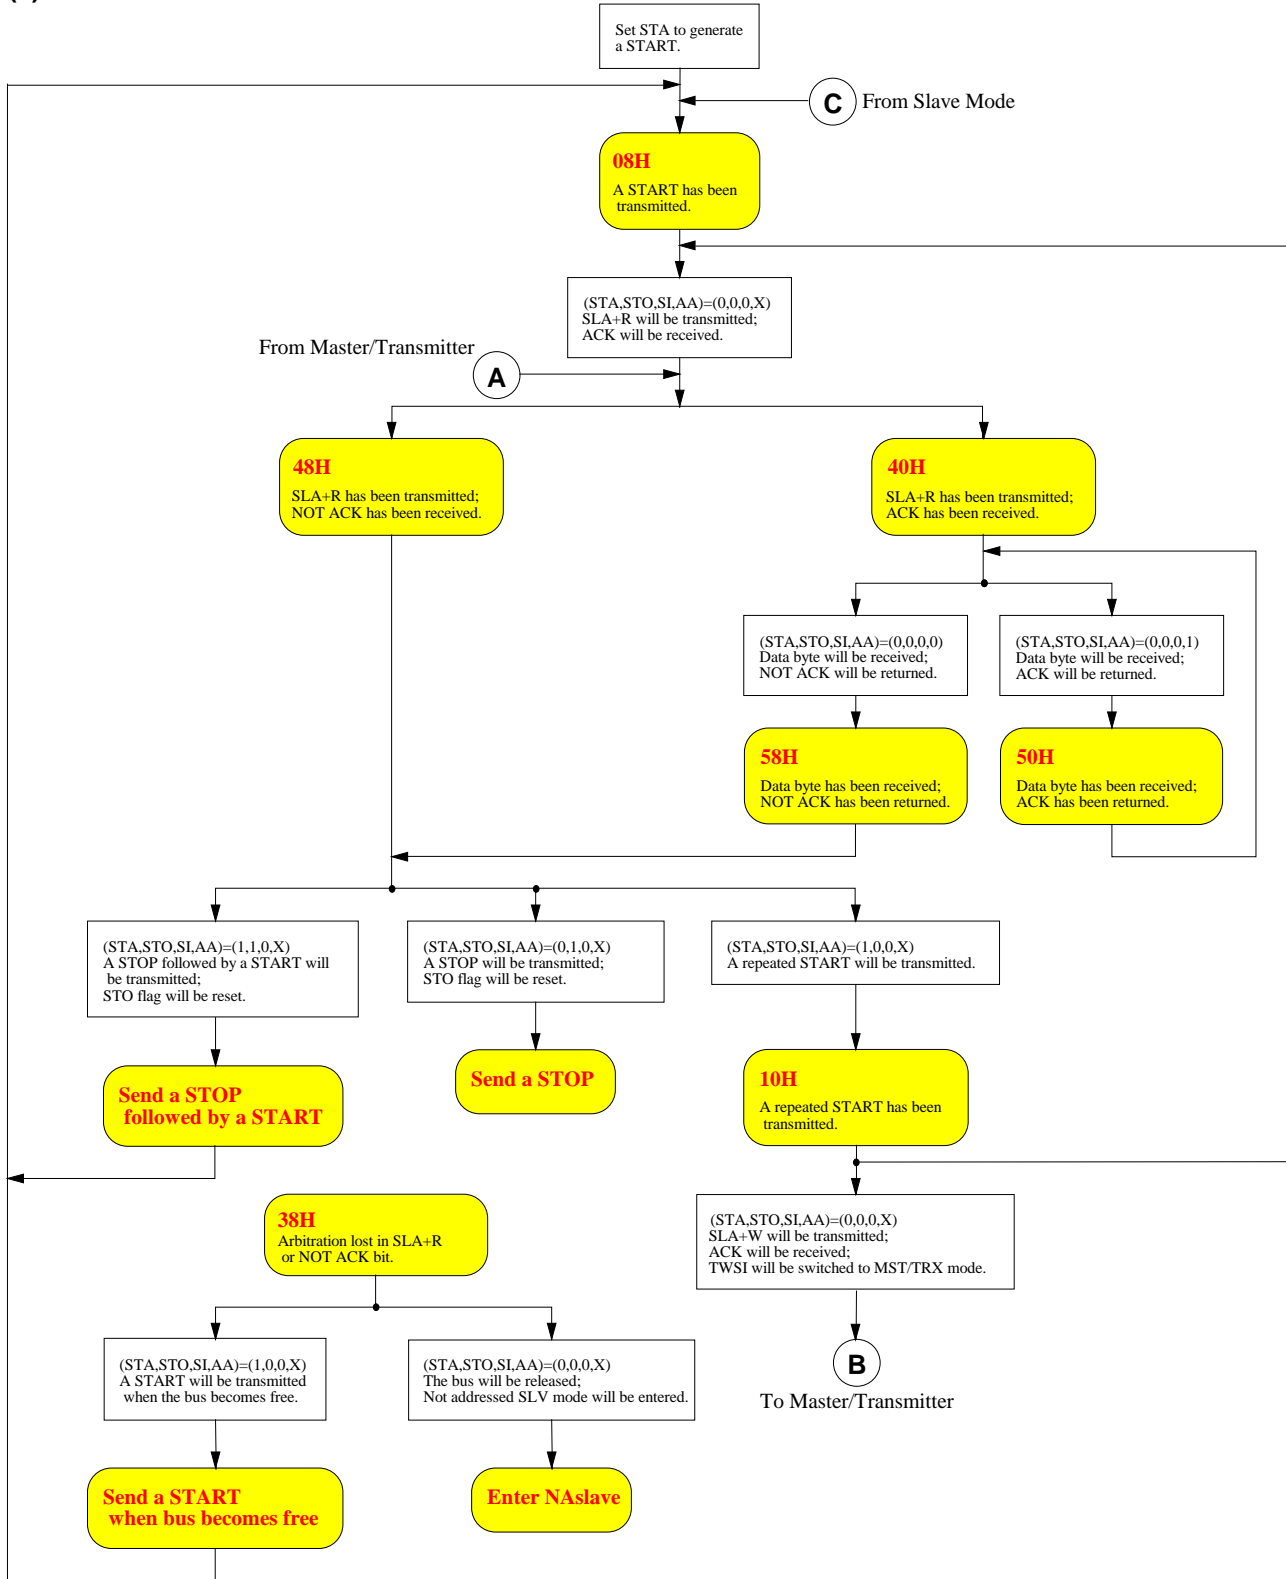 Set STA to generate
a START.
C
From Slave Mode
08H
A START has been
transmitted.
(STA,STO,SI,AA)=(0,0,0,X)
SLA+R will be transmitted;
ACK will be received.
From Master/Transmitter
A
48H
SLA+R has been transmitted;
NOT ACK has been received.
40H
SLA+R has been transmitted;
ACK has been received.
(STA,STO,SI,AA)=(0,0,0,0)
Data byte will be received;
NOT ACK will be returned.
(STA,STO,SI,AA)=(0,0,0,1)
Data byte will be received;
ACK will be returned.
58H
Data byte has been received;
NOT ACK has been returned.
50H
Data byte has been received;
ACK has been returned.
(STA,STO,SI,AA)=(1,1,0,X)
A STOP followed by a START will
be transmitted;
STO flag will be reset.
(STA,STO,SI,AA)=(0,1,0,X)
A STOP will be transmitted;
STO flag will be reset.
(STA,STO,SI,AA)=(1,0,0,X)
A repeated START will be transmitted.
Send a STOP
followed by a START
Send a STOP
10H
A repeated START has been
transmitted.
38H
Arbitration lost in SLA+R
or NOT ACK bit.
(STA,STO,SI,AA)=(0,0,0,X)
SLA+W will be transmitted;
ACK will be received;
TWSI will be switched to MST/TRX mode.
(STA,STO,SI,AA)=(1,0,0,X)
A START will be transmitted
when the bus becomes free.
(STA,STO,SI,AA)=(0,0,0,X)
The bus will be released;
Not addressed SLV mode will be entered.
B
To Master/Transmitter
Send a START
when bus becomes free
Enter NAslave